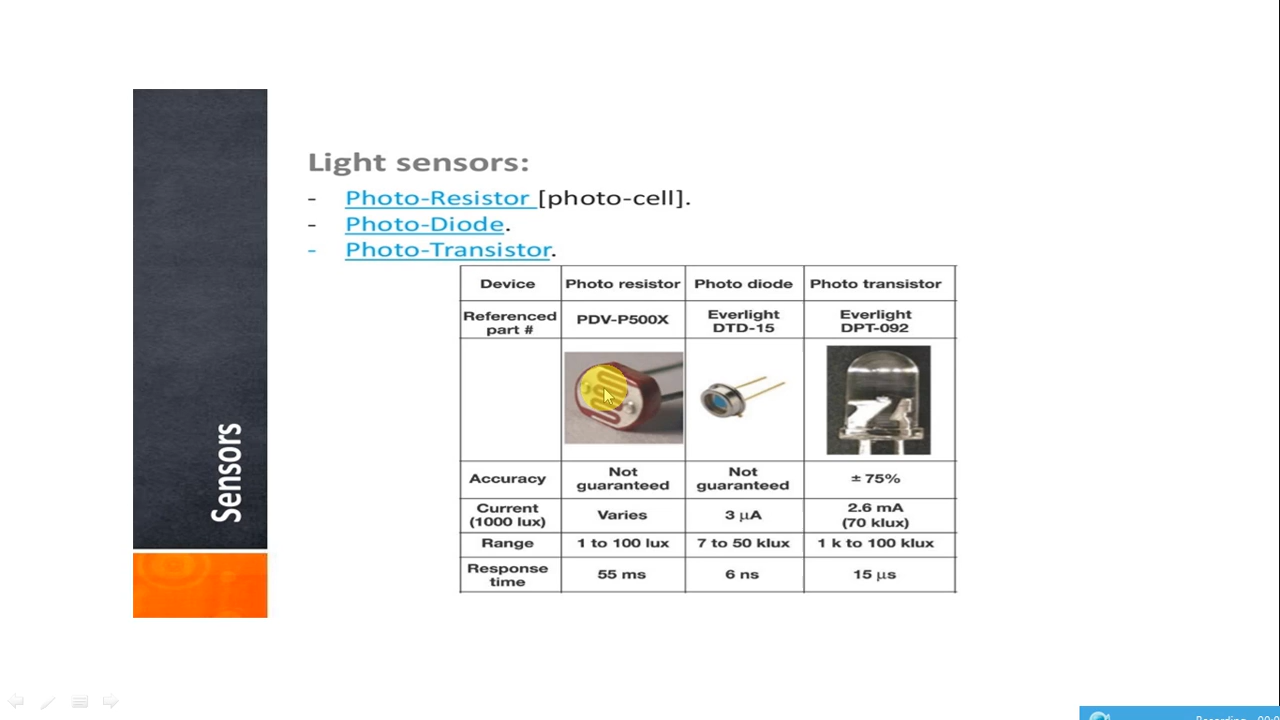 Sensors
Light sensors:
- Photo-Resistor [photo-cell].
- Photo-Diode.
- Photo-Transistor.
Device Photo resistor Photo diode Photo transistor
Referenced part # PDV-P500X Everlight DTD-15 Everlight DPT-092
Accuracy Not guaranteed Not guaranteed ± 75%
Current (1000 lux) Varies 3 µA 2.6 mA (70 klux)
Range 1 to 100 lux 7 to 50 klux 1 k to 100 klux
Response time 55 ms 6 ns 15 µs